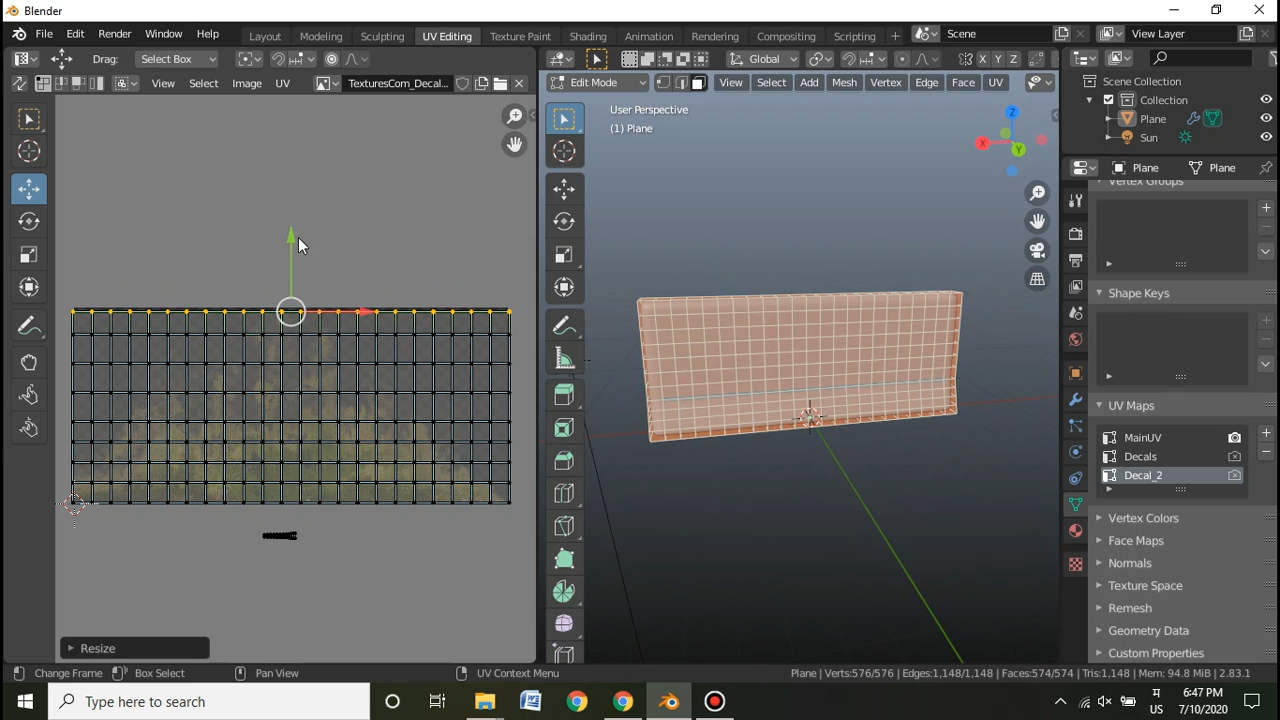 Blender
File Edit Render Window Help
Layout Modeling Sculpting UV Editing Texture Paint Shading Animation Rendering Compositing Scripting +
Scene
View Layer
Drag: Select Box
Global
X Y Z
View Select Image UV
TexturesCom_Decal...
Edit Mode
View Select Add Mesh Vertex Edge Face UV
User Perspective
(1) Plane
Z
X
Y
Scene Collection
Collection
Plane
Sun
Plane Plane
Vertex Groups
Shape Keys
UV Maps
MainUV
Decals
Decal_2
Vertex Colors
Face Maps
Normals
Texture Space
Remesh
Geometry Data
Custom Properties
Resize
Change Frame Box Select Pan View UV Context Menu
Plane | Verts:576/576 | Edges:1,148/1,148 | Faces:574/574 | Tris:1,148 | Mem: 94.8 MiB | 2.83.1
Type here to search
US
6:47 PM
7/10/2020